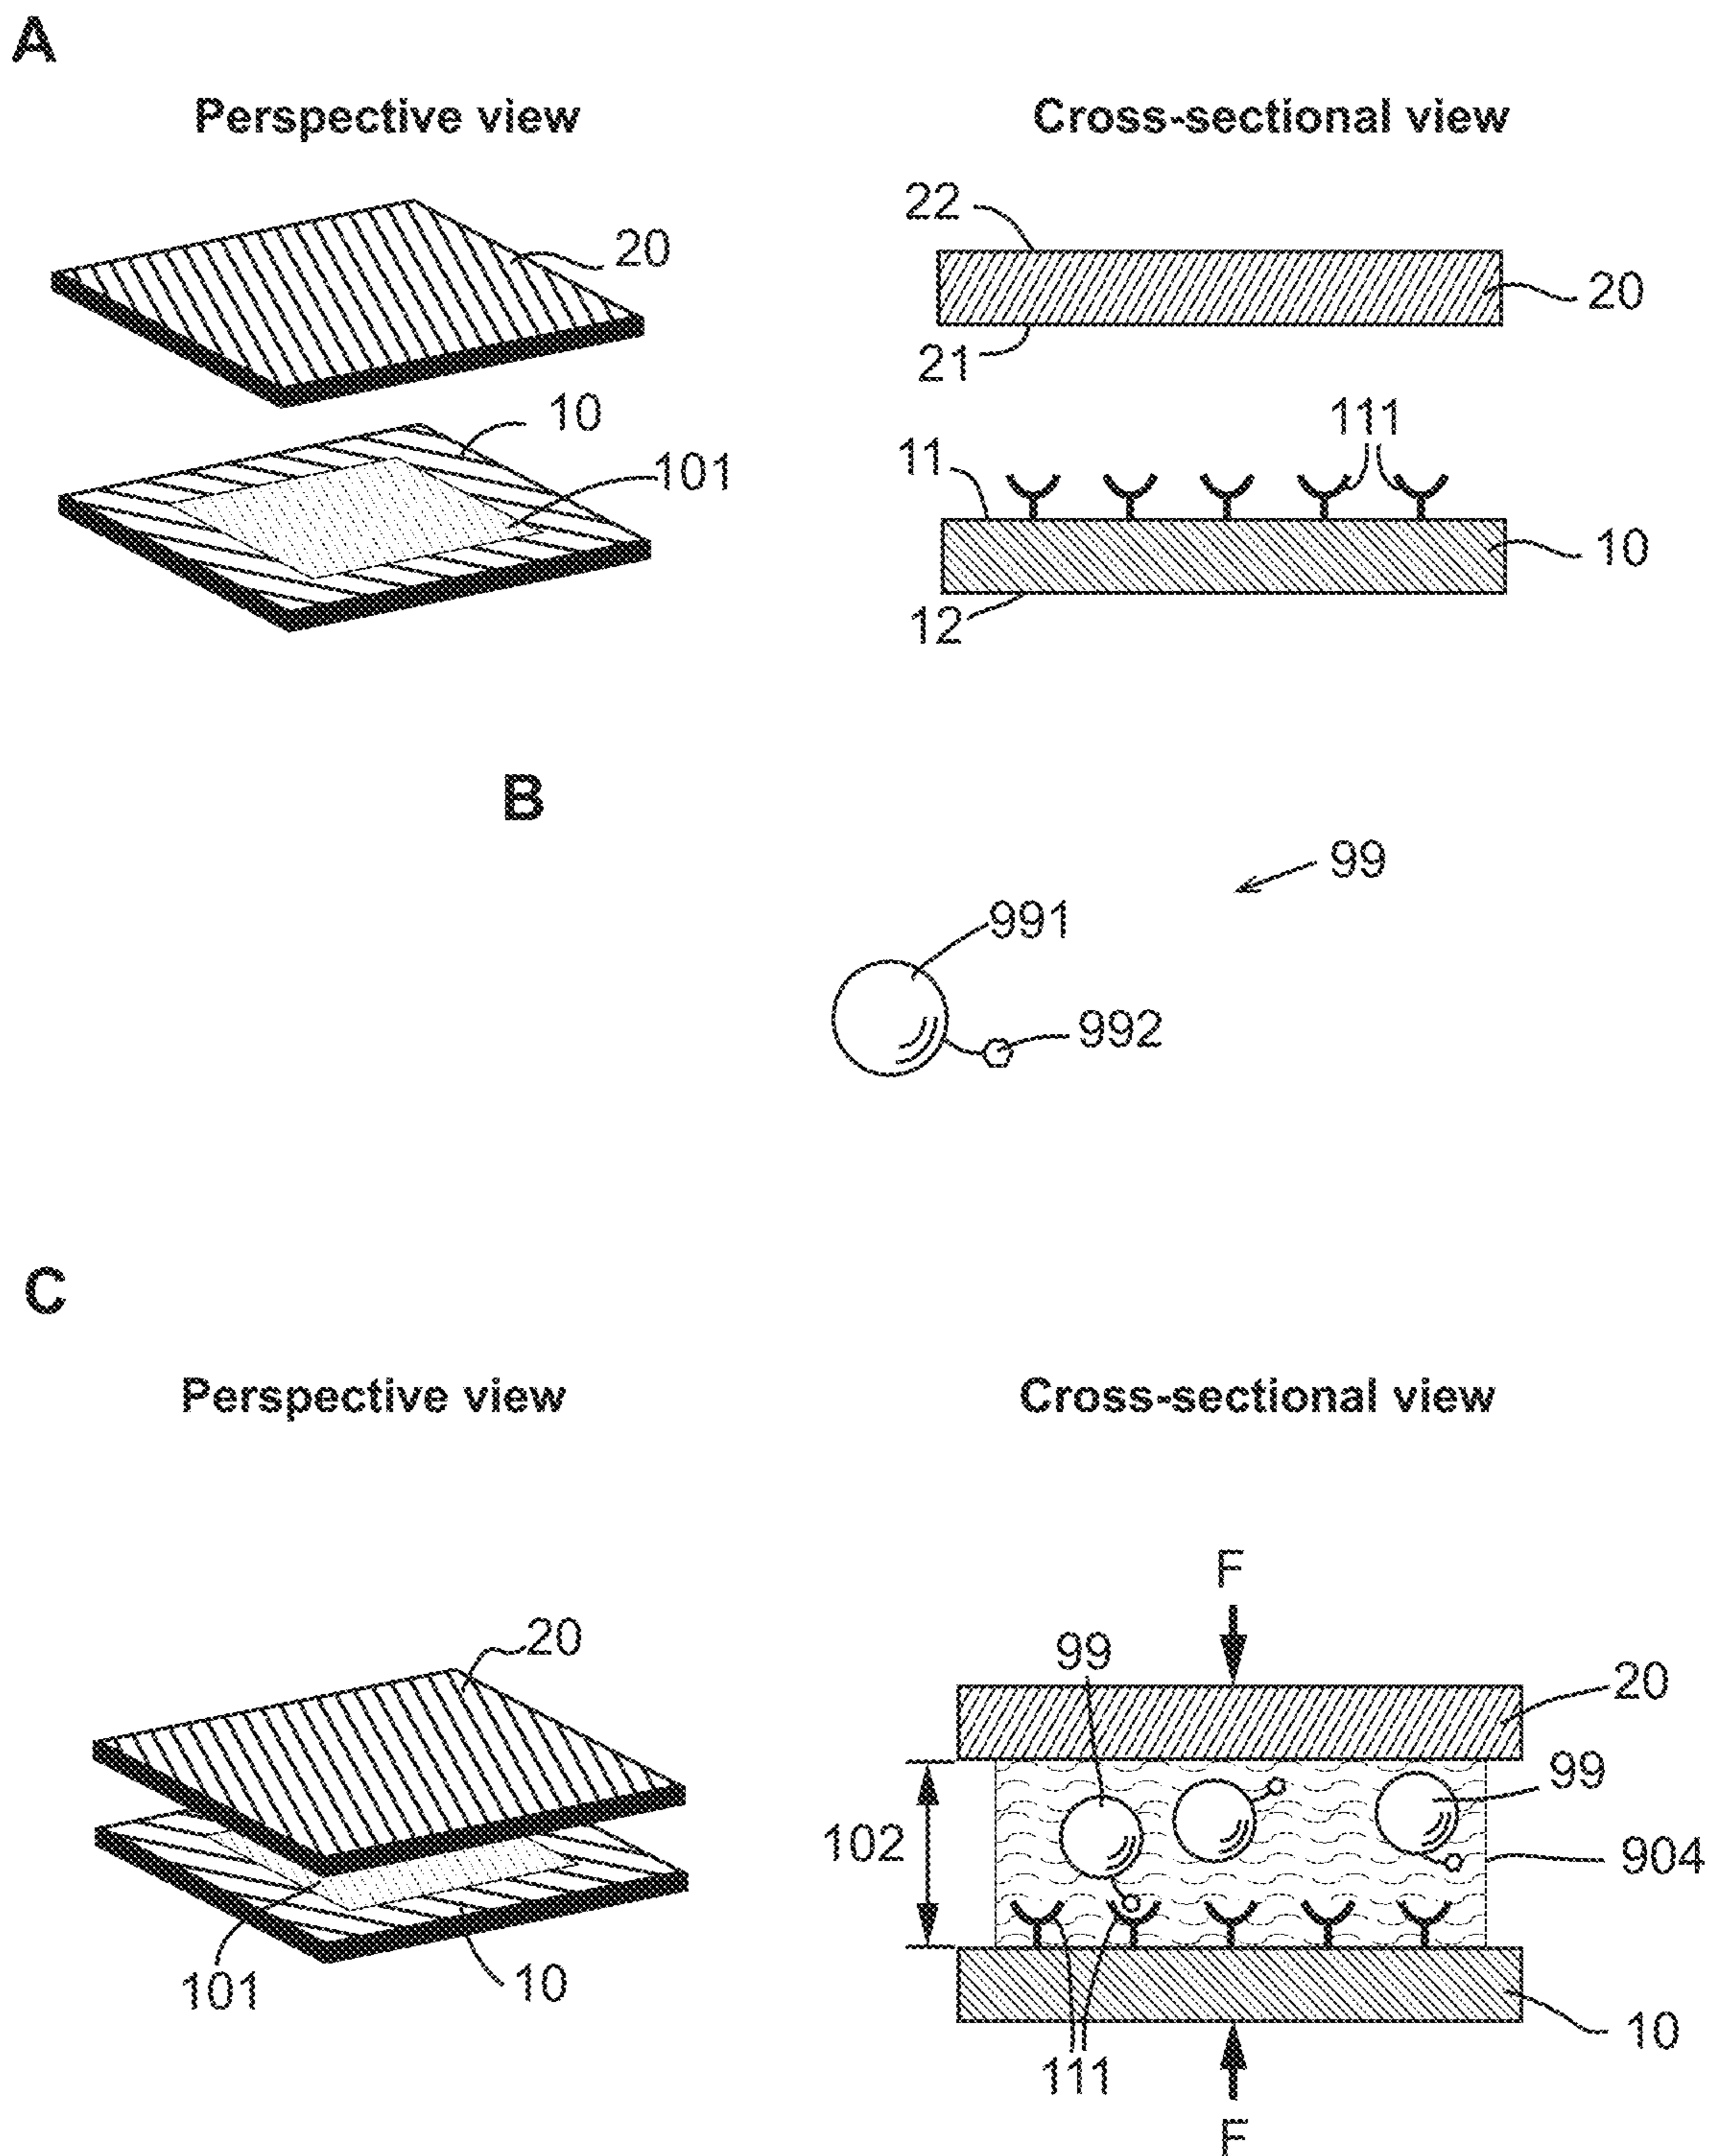 A
Perspective view
Cross-sectional view
22
20
20
21
10
111
11
101
10
12
B
99
991
992
C
Perspective view
Cross-sectional view
F
20
99
20
99
102
904
101
10
10
111
F